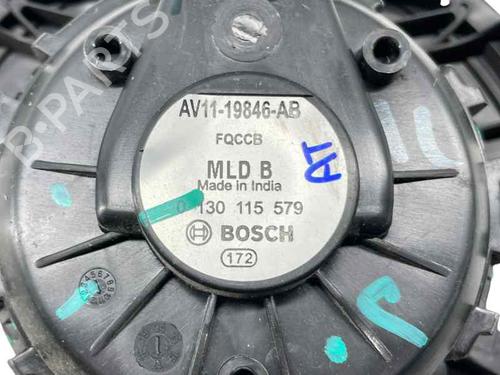 B-PARTS
AV11-19846-AB
FQCCB
MLD B
Made in India
0 130 115 579
BOSCH
172
AT